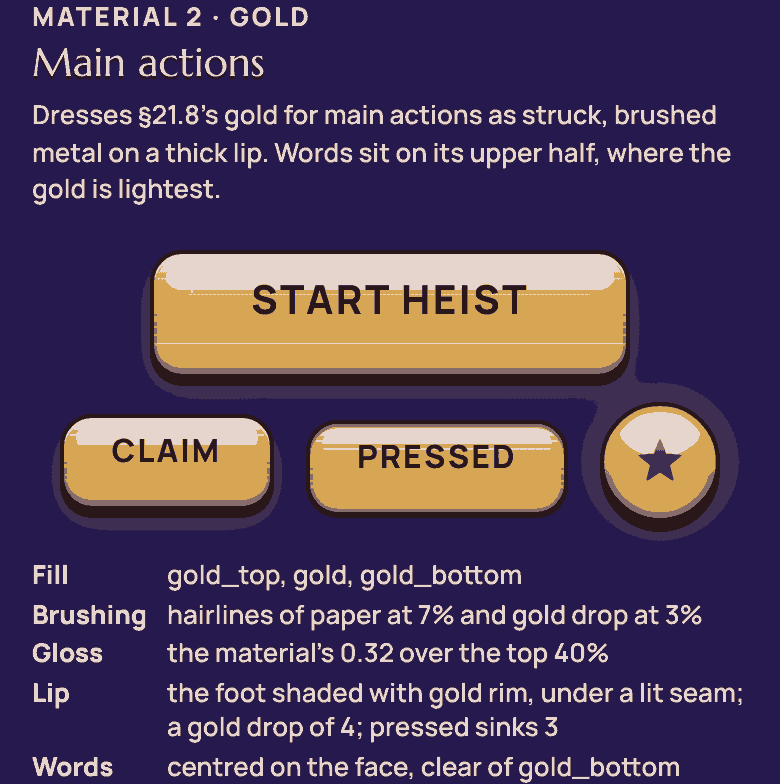 MATERIAL 2 · GOLD
Main actions
Dresses §21.8’s gold for main actions as struck, brushed
metal on a thick lip. Words sit on its upper half, where the
gold is lightest.
START HEIST
CLAIM
PRESSED
Fill gold_top, gold, gold_bottom
Brushing hairlines of paper at 7% and gold drop at 3%
Gloss the material’s 0.32 over the top 40%
Lip the foot shaded with gold rim, under a lit seam;
a gold drop of 4; pressed sinks 3
Words centred on the face, clear of gold_bottom